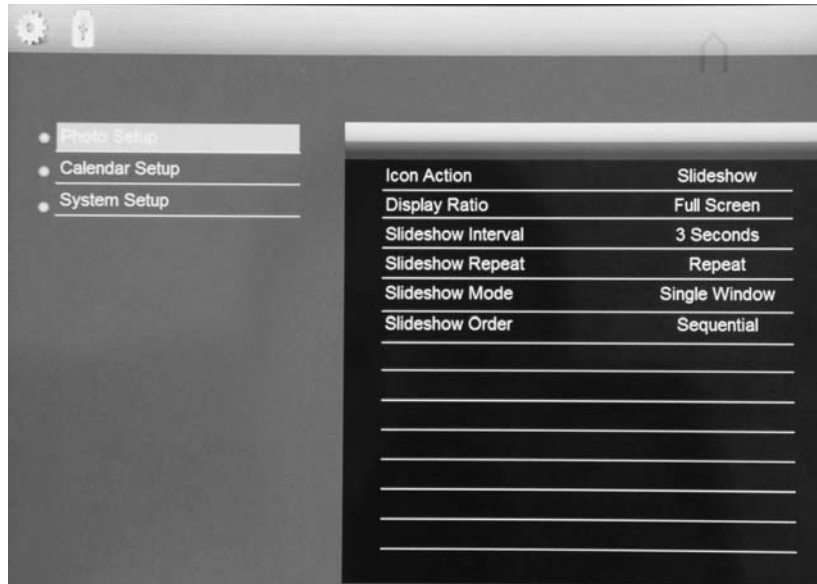 Photo Setup
Calendar Setup
System Setup
Icon Action Slideshow
Display Ratio Full Screen
Slideshow Interval 3 Seconds
Slideshow Repeat Repeat
Slideshow Mode Single Window
Slideshow Order Sequential